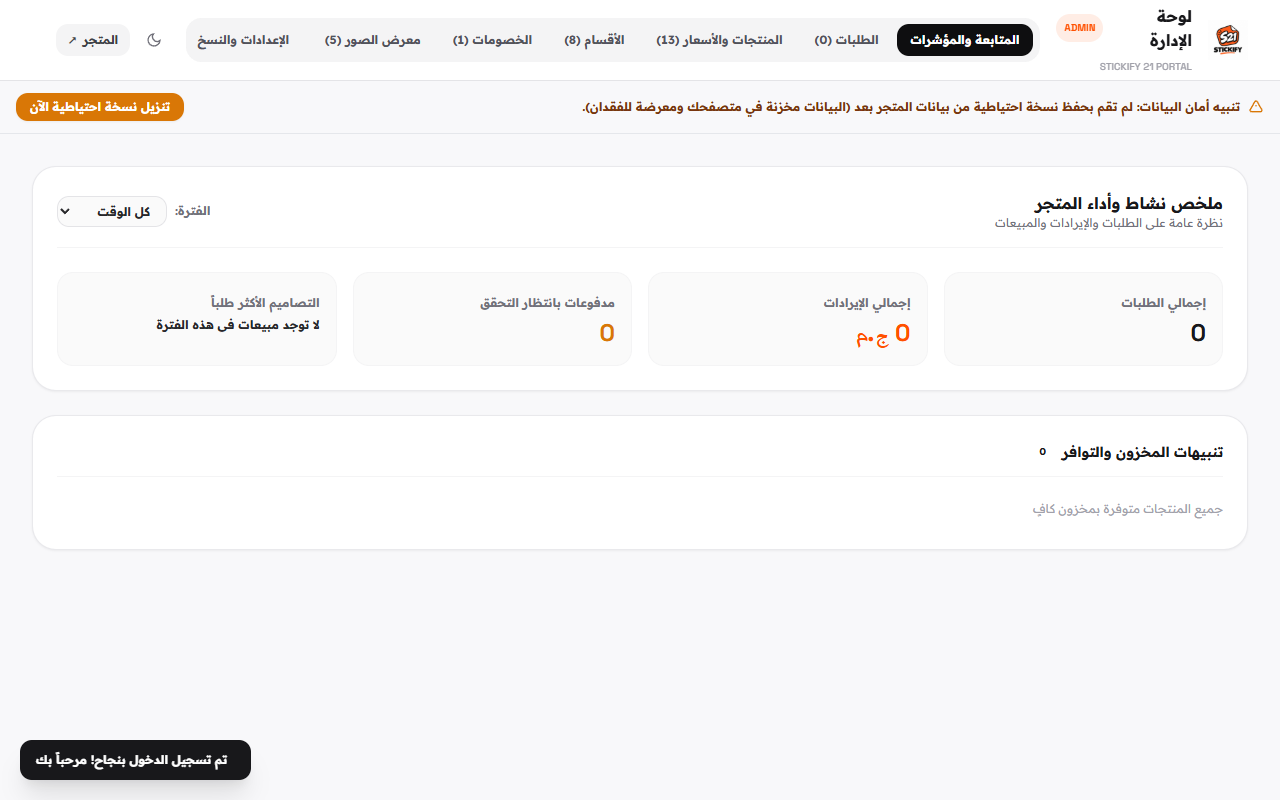 S21
STICKIFY
لوحة
الإدارة
ADMIN
STICKIFY 21 PORTAL
المتابعة والمؤشرات
الطلبات (0)
المنتجات والأسعار (13)
الأقسام (8)
الخصومات (1)
معرض الصور (5)
الإعدادات والنسخ
المتجر ↗
تنبيه أمان البيانات: لم تقم بحفظ نسخة احتياطية من بيانات المتجر بعد (البيانات مخزنة في متصفحك ومعرضة للفقدان).
تنزيل نسخة احتياطية الآن
ملخص نشاط وأداء المتجر
نظرة عامة على الطلبات والإيرادات والمبيعات
الفترة:
كل الوقت
إجمالي الطلبات
0
إجمالي الإيرادات
0 ج.م
مدفوعات بانتظار التحقق
0
التصاميم الأكثر طلباً
لا توجد مبيعات في هذه الفترة
تنبيهات المخزون والتوافر
0
جميع المنتجات متوفرة بمخزون كافٍ
تم تسجيل الدخول بنجاح! مرحباً بك